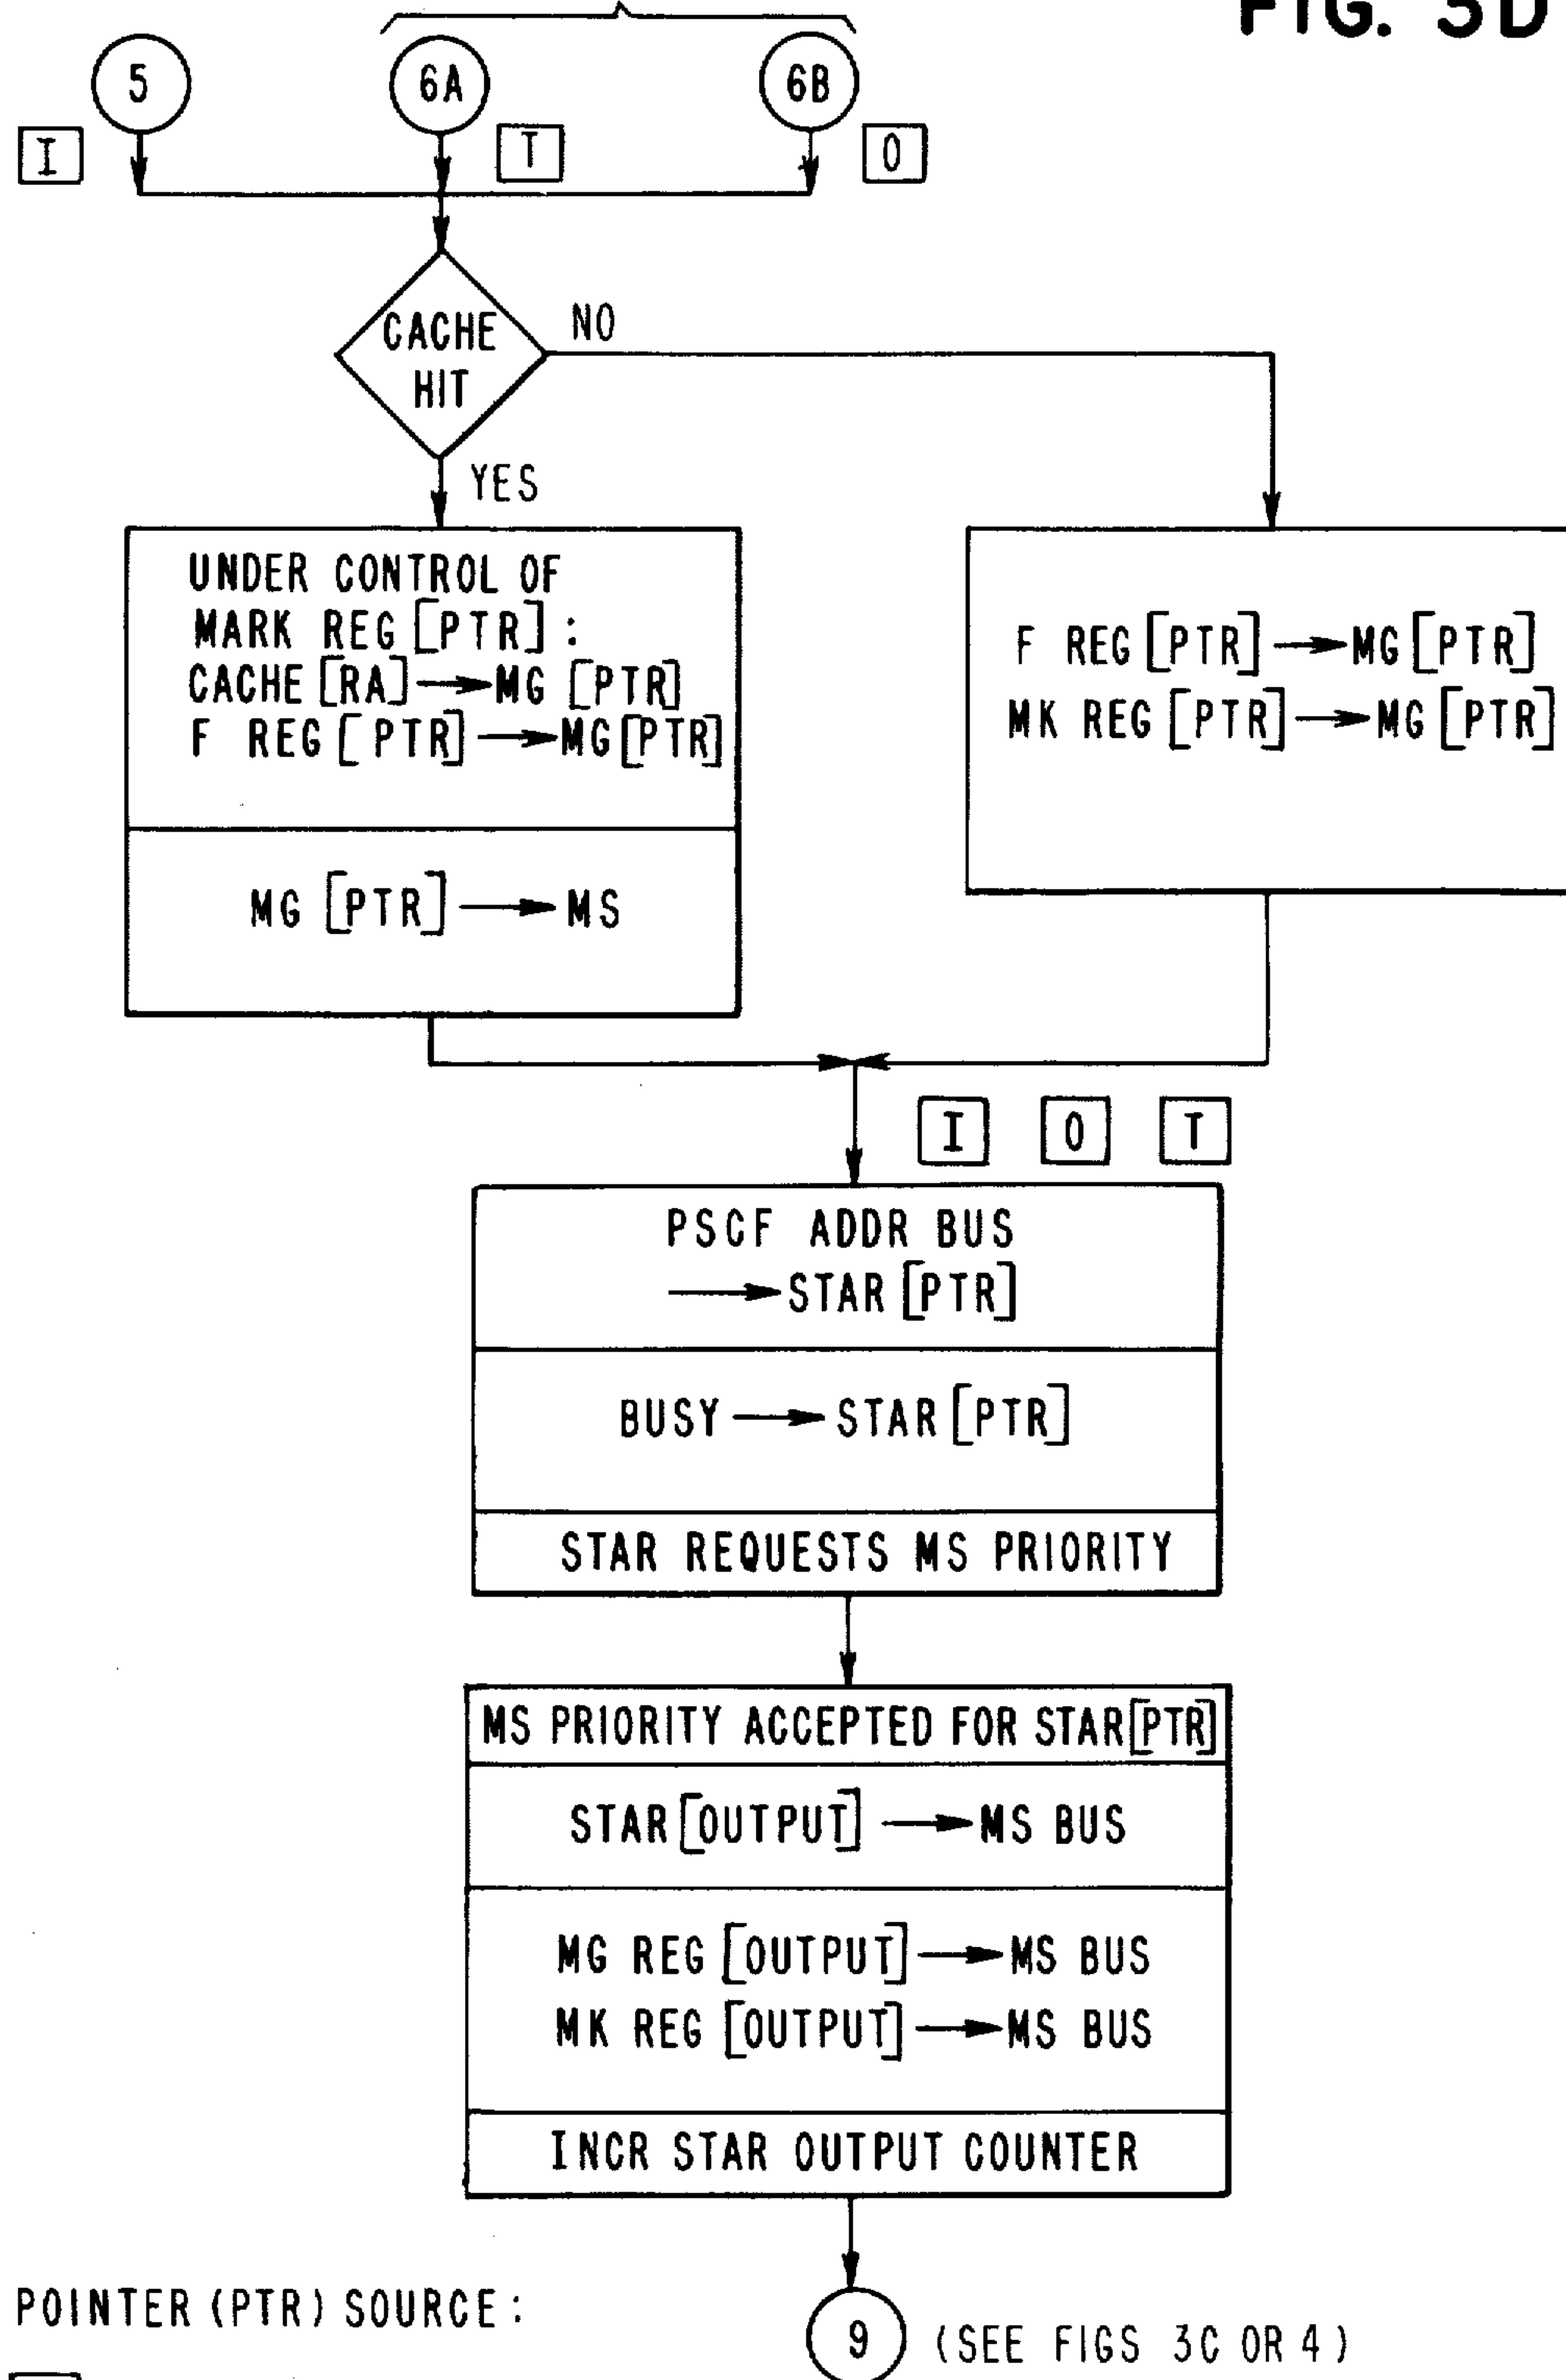 FIG. 3D
5
6A
6B
I
T
O
CACHE
HIT
NO
YES
UNDER CONTROL OF
MARK REG [PTR] :
CACHE [RA] → MG [PTR]
F REG [PTR] → MG [PTR]
MG [PTR] → MS
F REG [PTR] → MG [PTR]
MK REG [PTR] → MG [PTR]
I O T
PSCF ADDR BUS
→ STAR [PTR]
BUSY → STAR [PTR]
STAR REQUESTS MS PRIORITY
MS PRIORITY ACCEPTED FOR STAR [PTR]
STAR [OUTPUT] → MS BUS
MG REG [OUTPUT] → MS BUS
MK REG [OUTPUT] → MS BUS
INCR STAR OUTPUT COUNTER
POINTER (PTR) SOURCE :
9 (SEE FIGS 3C OR 4)